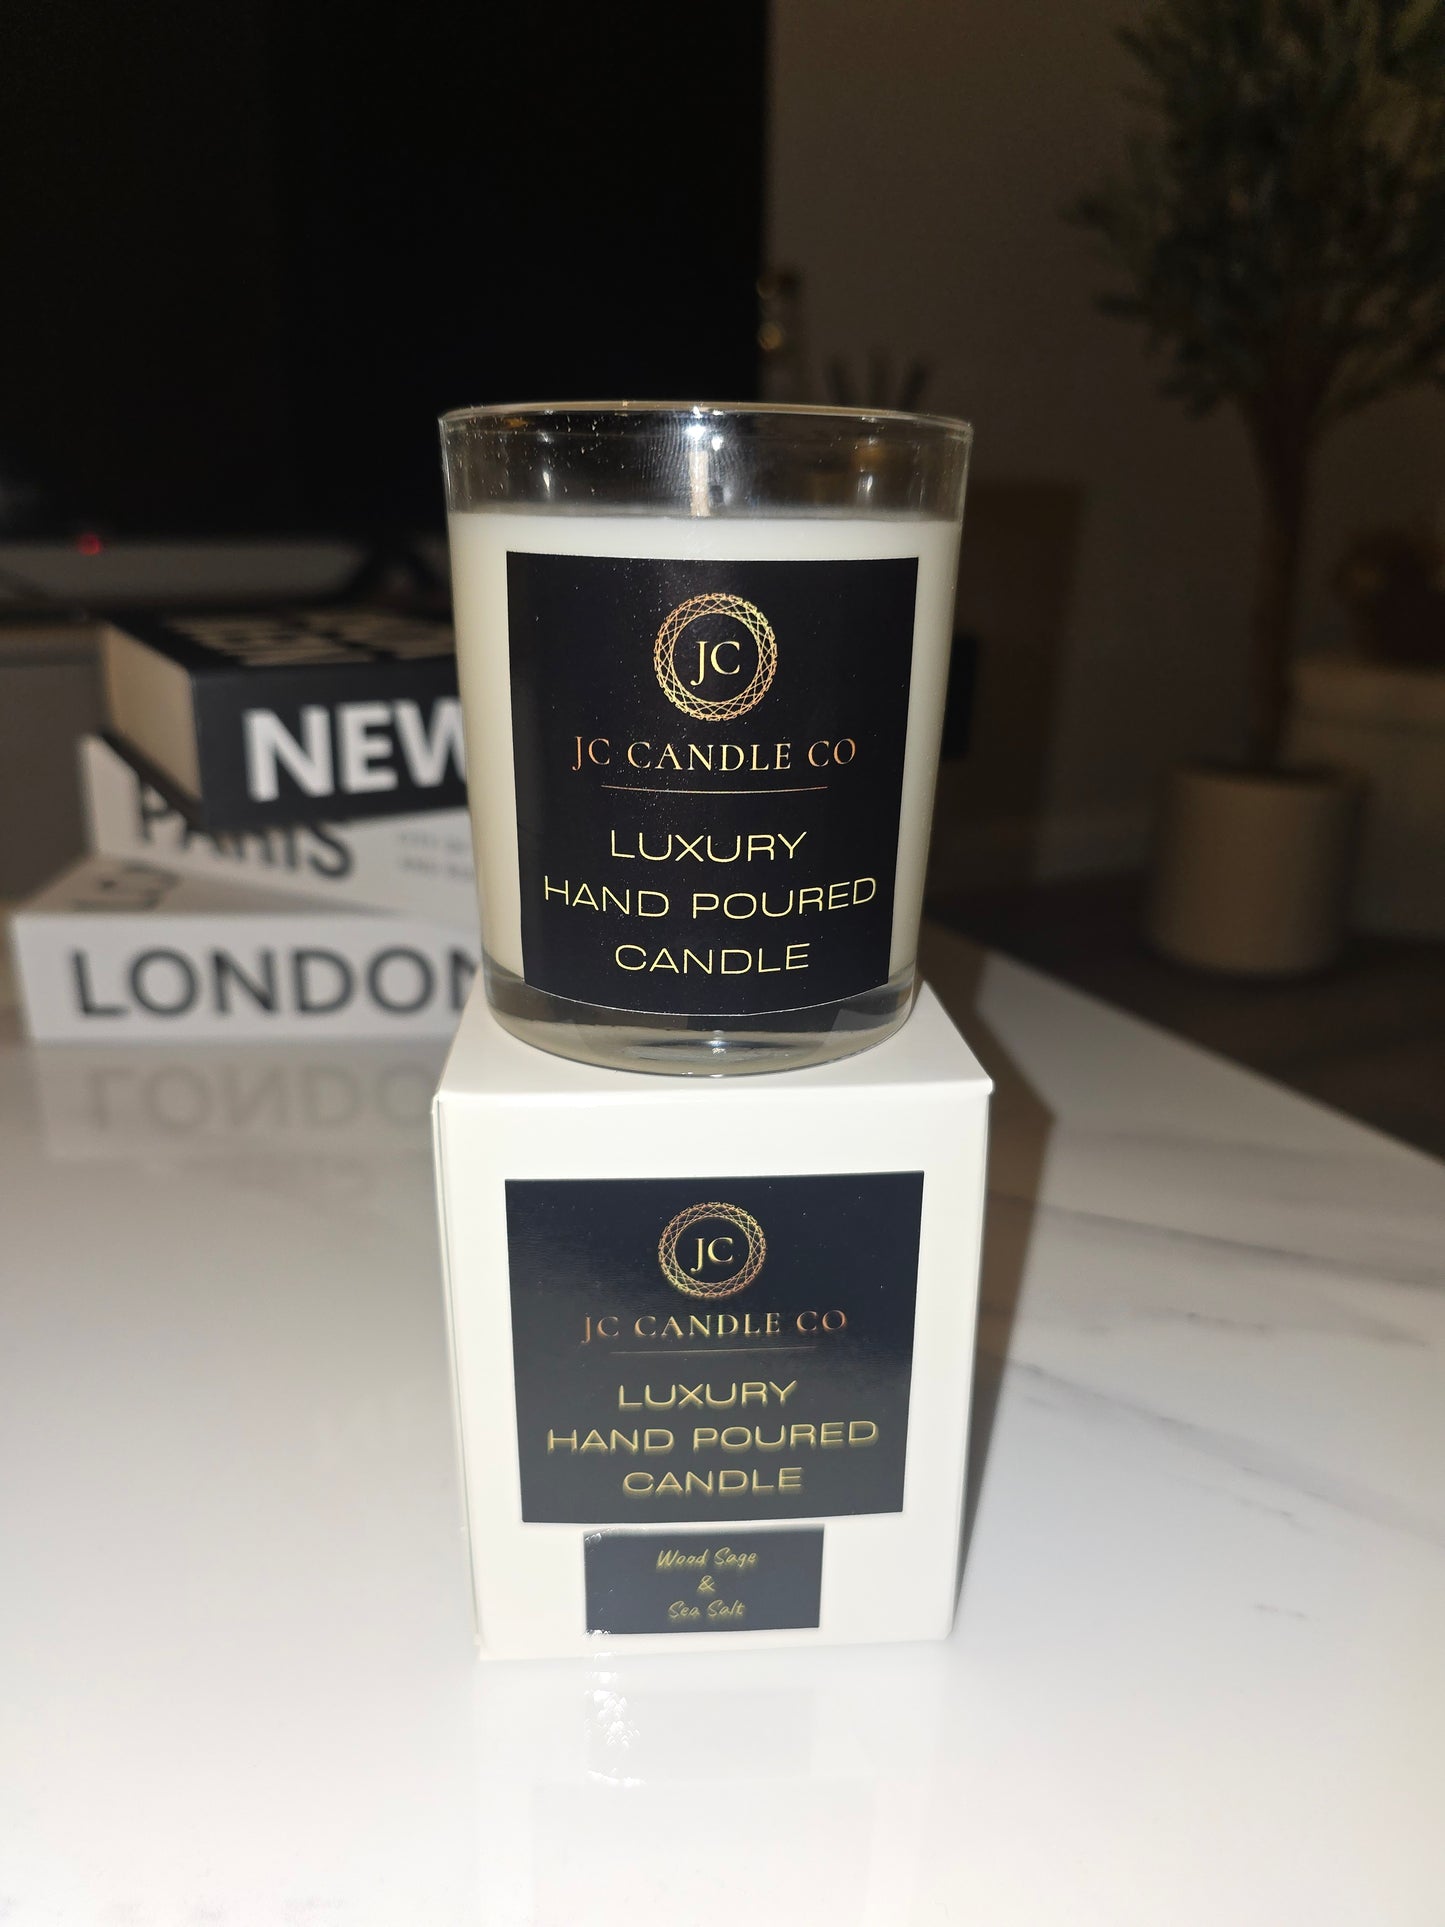 JC
JC CANDLE CO
LUXURY
HAND POURED
CANDLE
JC
JC CANDLE CO
LUXURY
HAND POURED
CANDLE
Wood Sage
&
Sea Salt
NEW
PARIS
LONDON